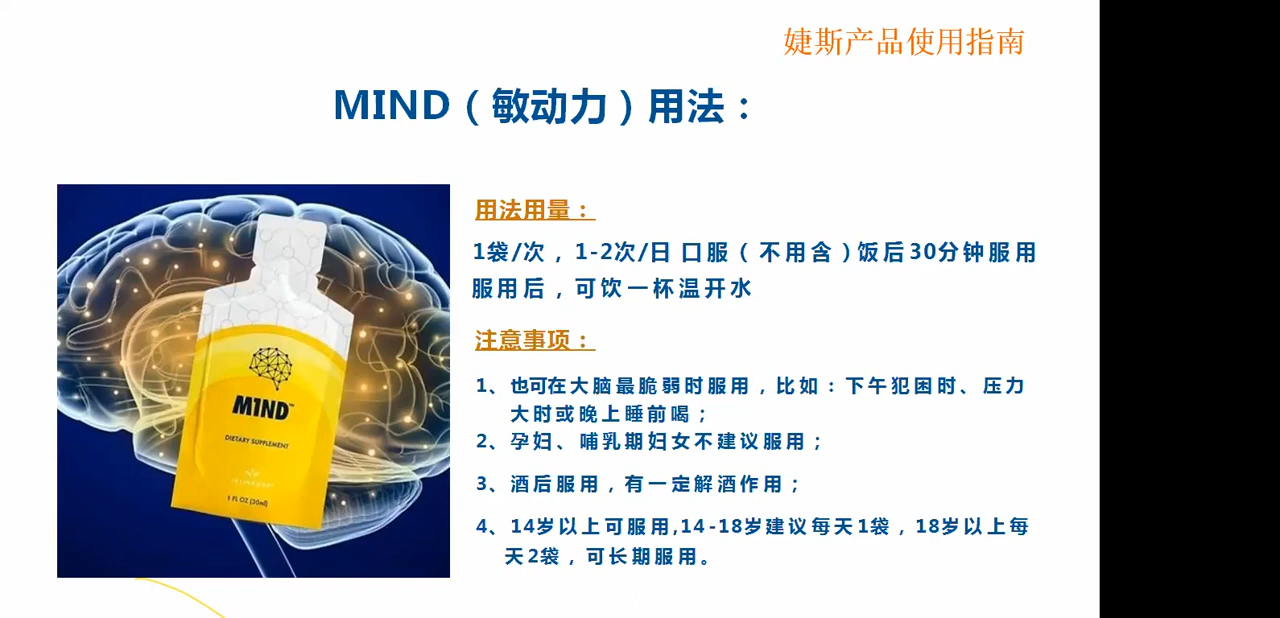 婕斯产品使用指南
MIND（敏动力）用法：
用法用量：
1袋/次，1-2次/日 口服（不用含）饭后30分钟服用
服用后，可饮一杯温开水
注意事项：
1、也可在大脑最脆弱时服用，比如：下午犯困时、压力
大时或晚上睡前喝；
2、孕妇、哺乳期妇女不建议服用；
3、酒后服用，有一定解酒作用；
4、14岁以上可服用,14-18岁建议每天1袋，18岁以上每
天2袋，可长期服用。
M1ND™
DIETARY SUPPLEMENT
1 FL OZ (30ml)